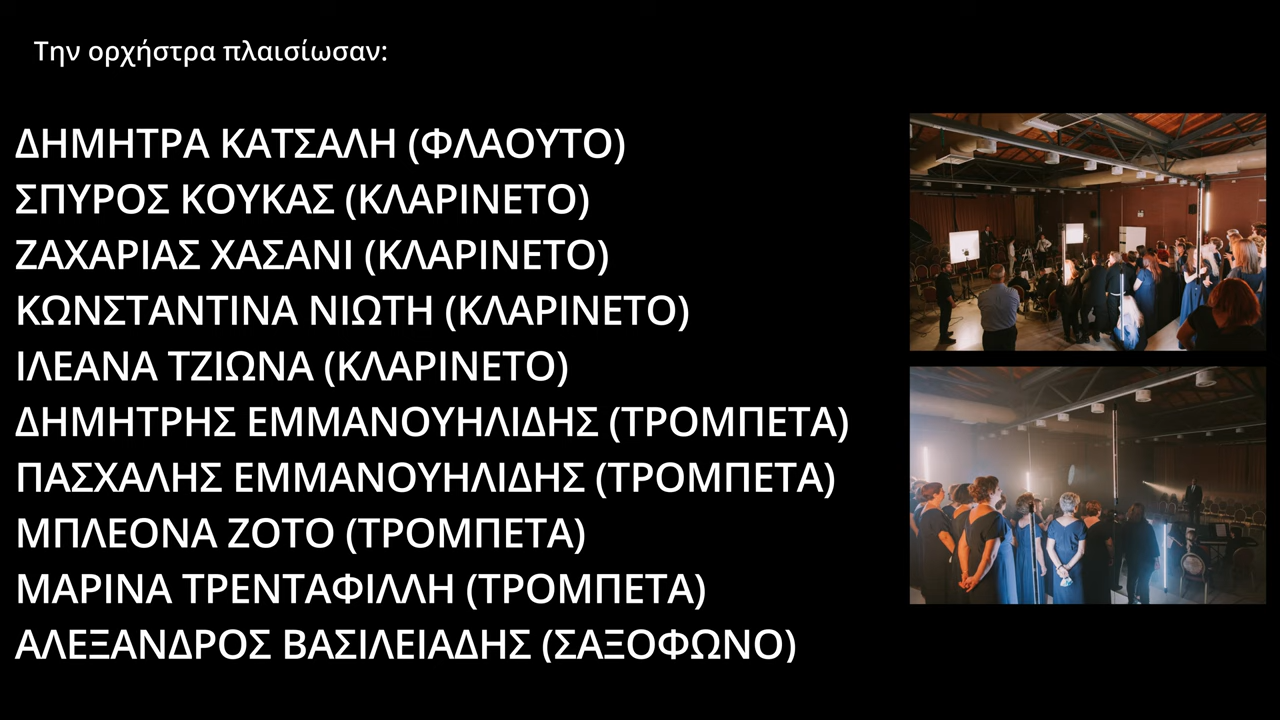 Την ορχήστρα πλαισίωσαν:
ΔΗΜΗΤΡΑ ΚΑΤΣΑΛΗ (ΦΛΑΟΥΤΟ)
ΣΠΥΡΟΣ ΚΟΥΚΑΣ (ΚΛΑΡΙΝΕΤΟ)
ΖΑΧΑΡΙΑΣ ΧΑΣΑΝΙ (ΚΛΑΡΙΝΕΤΟ)
ΚΩΝΣΤΑΝΤΙΝΑ ΝΙΩΤΗ (ΚΛΑΡΙΝΕΤΟ)
ΙΛΕΑΝΑ ΤΖΙΩΝΑ (ΚΛΑΡΙΝΕΤΟ)
ΔΗΜΗΤΡΗΣ ΕΜΜΑΝΟΥΗΛΙΔΗΣ (ΤΡΟΜΠΕΤΑ)
ΠΑΣΧΑΛΗΣ ΕΜΜΑΝΟΥΗΛΙΔΗΣ (ΤΡΟΜΠΕΤΑ)
ΜΠΛΕΟΝΑ ΖΟΤΟ (ΤΡΟΜΠΕΤΑ)
ΜΑΡΙΝΑ ΤΡΕΝΤΑΦΙΛΛΗ (ΤΡΟΜΠΕΤΑ)
ΑΛΕΞΑΝΔΡΟΣ ΒΑΣΙΛΕΙΑΔΗΣ (ΣΑΞΟΦΩΝΟ)